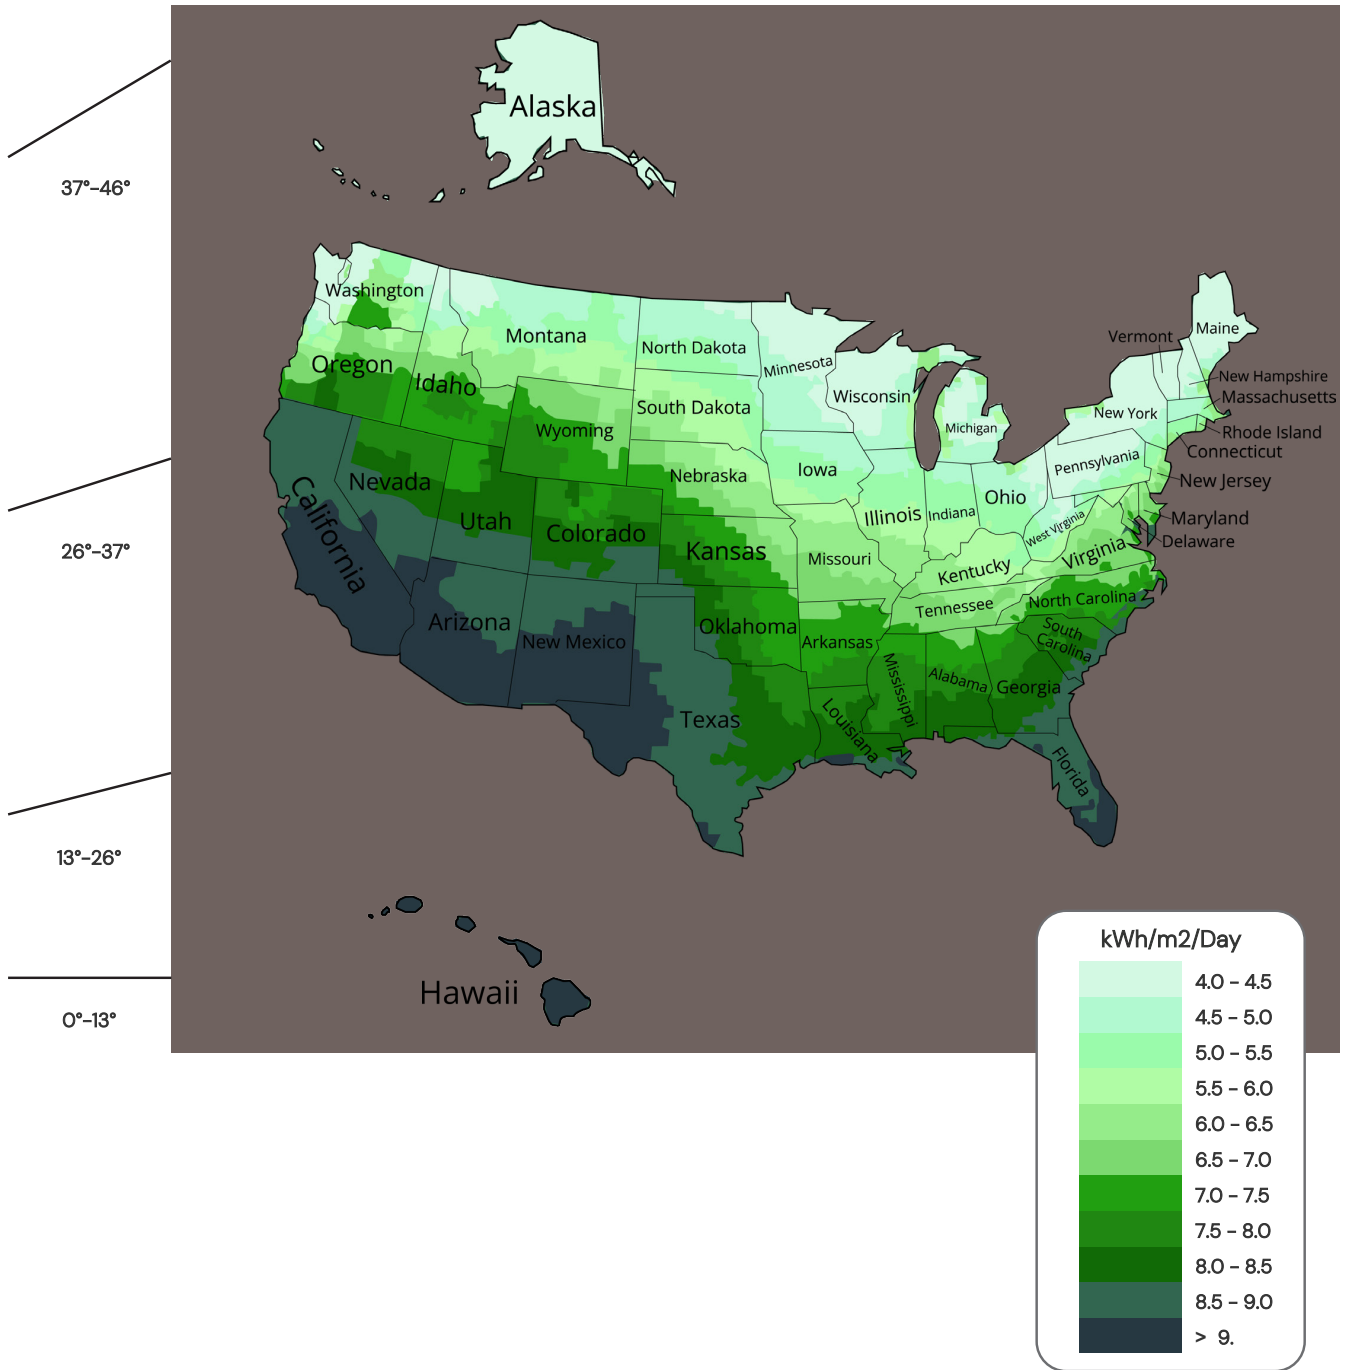 Alaska
37°–46°
Washington
Maine
Vermont
Montana
North Dakota
Oregon
Minnesota
New Hampshire
Idaho
Wisconsin
Massachusetts
South Dakota
New York
Michigan
Wyoming
Rhode Island
Connecticut
Pennsylvania
Iowa
Nebraska
Nevada
New Jersey
Ohio
Illinois
Indiana
Utah
Maryland
West Virginia
Colorado
California
Delaware
26°–37°
Kansas
Virginia
Missouri
Kentucky
North Carolina
Tennessee
Arizona
Oklahoma
New Mexico
Arkansas
South
Carolina
Alabama
Georgia
Mississippi
Texas
Louisiana
Florida
13°–26°
Hawaii
0°–13°
kWh/m2/Day
4.0 – 4.5
4.5 – 5.0
5.0 – 5.5
5.5 – 6.0
6.0 – 6.5
6.5 – 7.0
7.0 – 7.5
7.5 – 8.0
8.0 – 8.5
8.5 – 9.0
> 9.